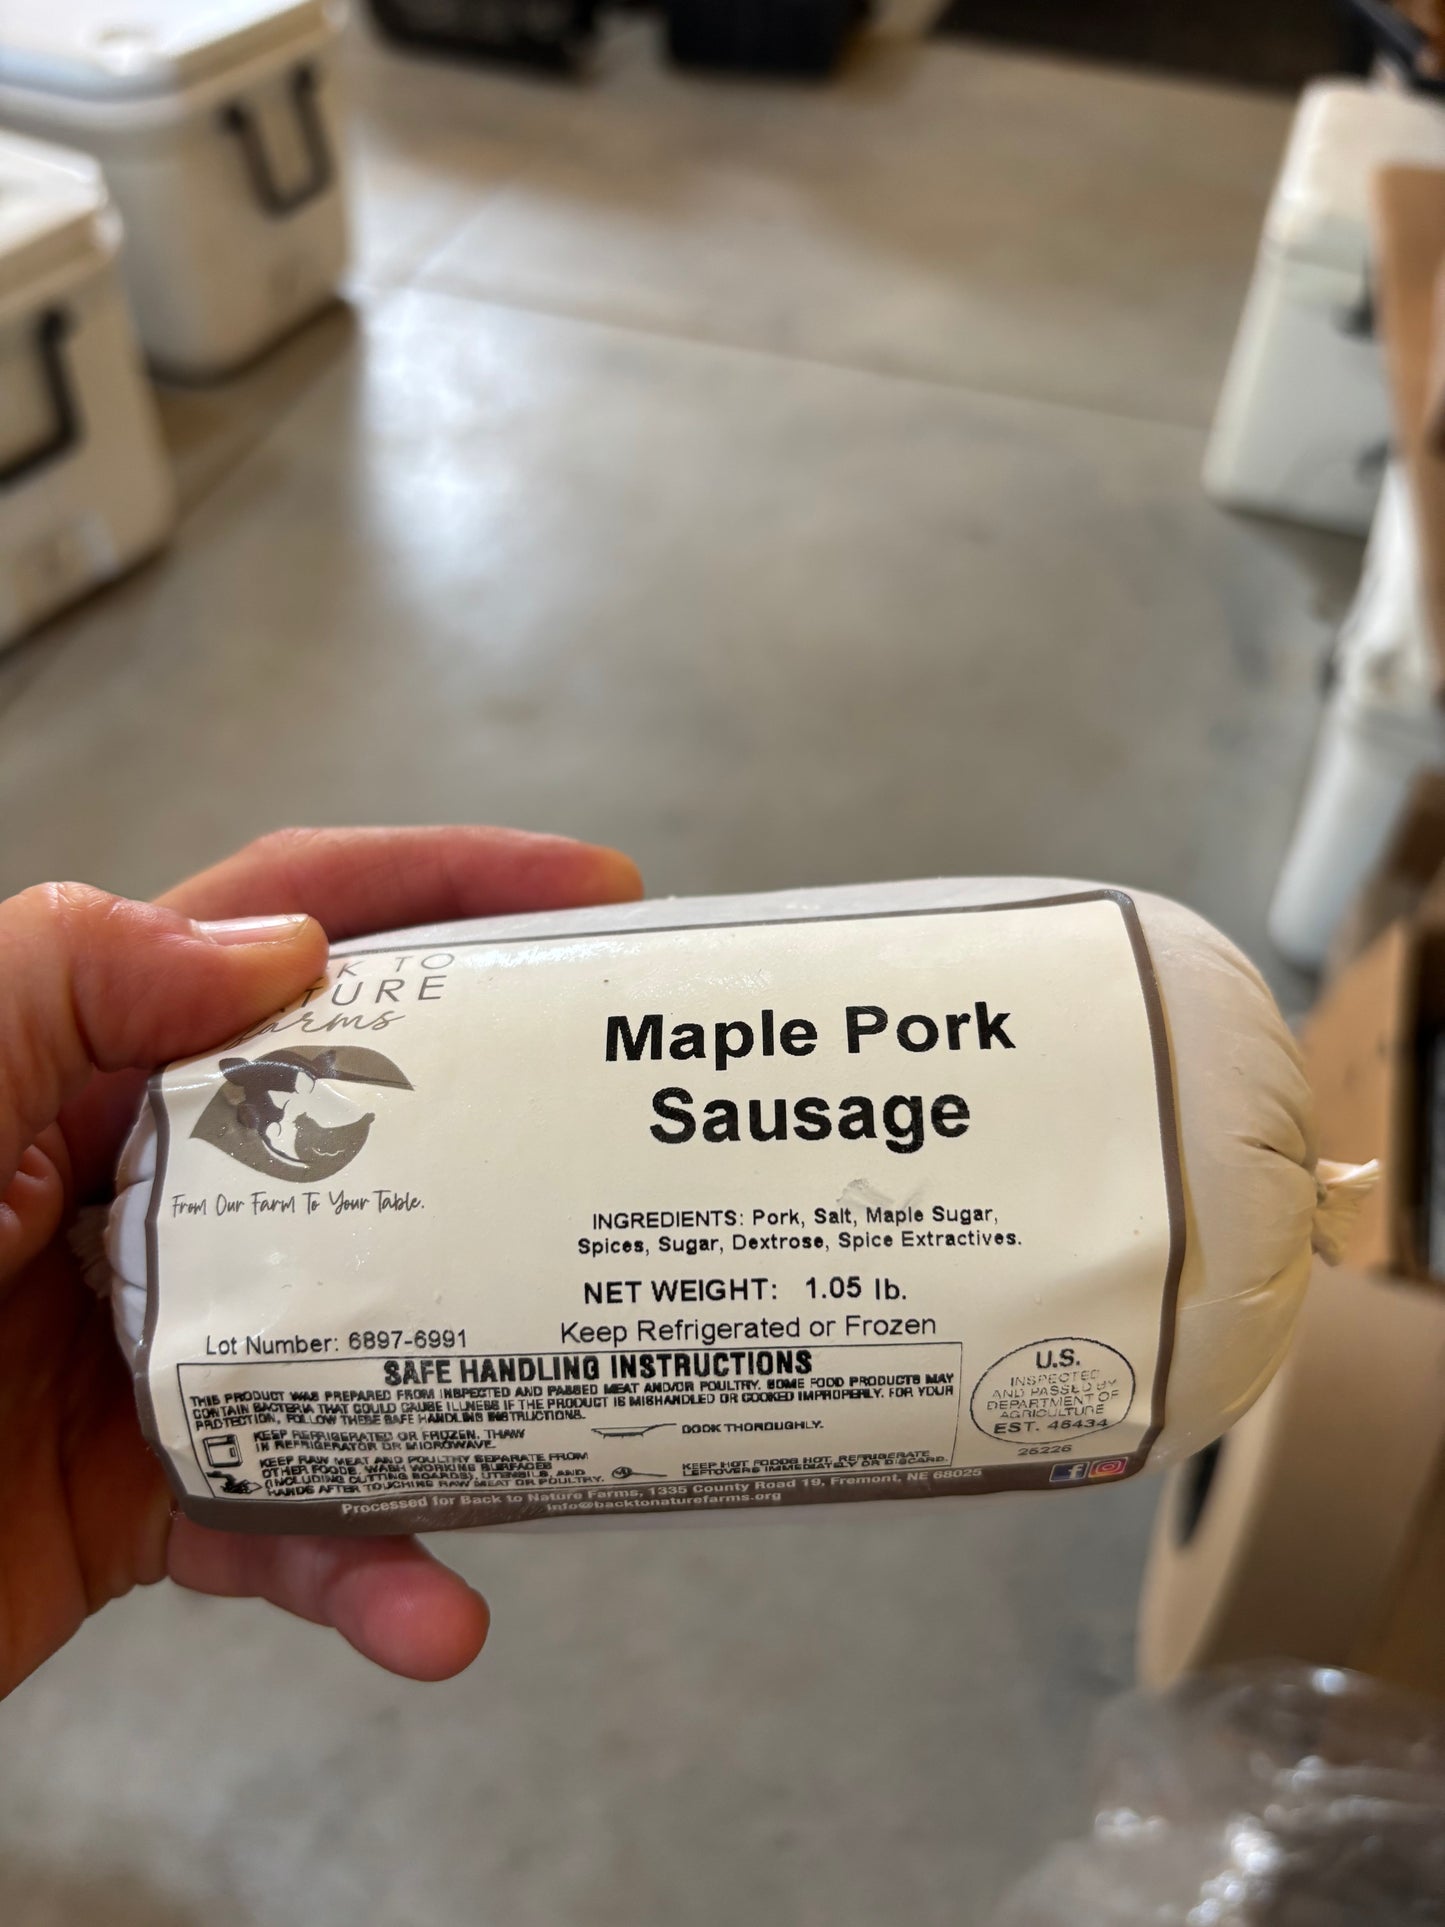 K TO
TURE
arms
From Our Farm To Your Table.
Maple Pork
Sausage
INGREDIENTS: Pork, Salt, Maple Sugar,
Spices, Sugar, Dextrose, Spice Extractives.
NET WEIGHT: 1.05 lb.
Lot Number: 6897-6991
Keep Refrigerated or Frozen
SAFE HANDLING INSTRUCTIONS
THIS PRODUCT WAS PREPARED FROM INSPECTED AND PASSED MEAT AND/OR POULTRY. SOME FOOD PRODUCTS MAY
CONTAIN BACTERIA THAT COULD CAUSE ILLNESS IF THE PRODUCT IS MISHANDLED OR COOKED IMPROPERLY. FOR YOUR
PROTECTION, FOLLOW THESE SAFE HANDLING INSTRUCTIONS.
KEEP REFRIGERATED OR FROZEN. THAW
IN REFRIGERATOR OR MICROWAVE.
KEEP RAW MEAT AND POULTRY SEPARATE FROM
OTHER FOODS. WASH WORKING SURFACES
(INCLUDING CUTTING BOARDS), UTENSILS, AND
HANDS AFTER TOUCHING RAW MEAT OR POULTRY.
COOK THOROUGHLY.
KEEP HOT FOODS HOT. REFRIGERATE
LEFTOVERS IMMEDIATELY OR DISCARD.
U.S.
INSPECTED
AND PASSED BY
DEPARTMENT OF
AGRICULTURE
EST. 46434
25226
Processed for Back to Nature Farms, 1335 County Road 19, Fremont, NE 68025
info@backtonaturefarms.org